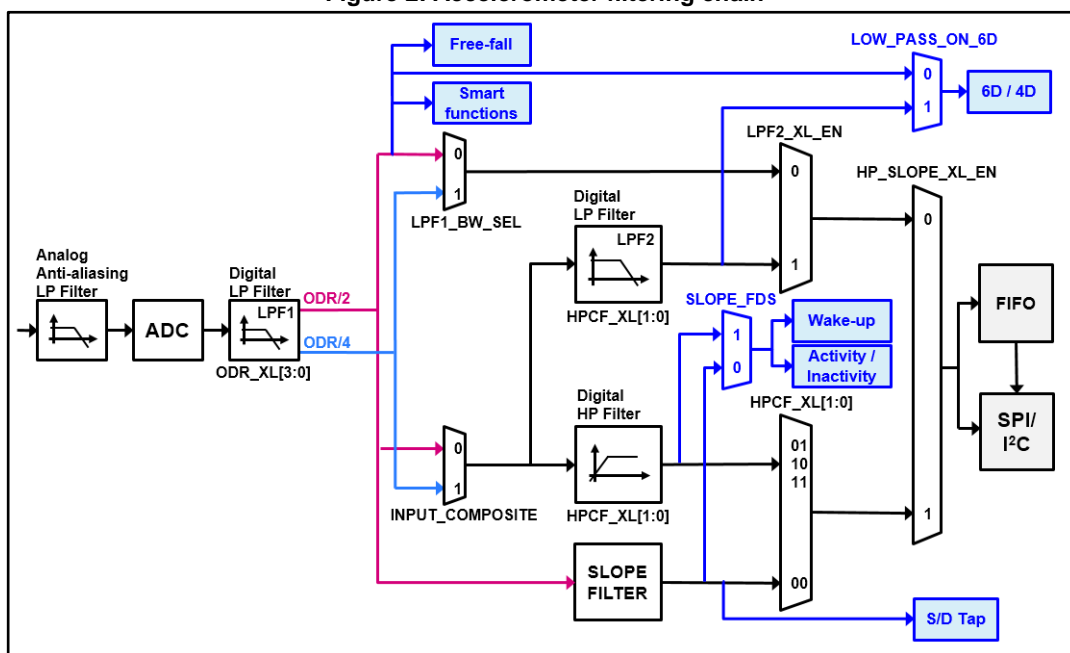 Figure 2. Accelerometer filtering chain
Free-fall
LOW_PASS_ON_6D
0
1
6D / 4D
Smart
functions
LPF2_XL_EN
0
1
HP_SLOPE_XL_EN
0
1
0
1
LPF1_BW_SEL
Digital
LP Filter
LPF2
HPCF_XL[1:0]
Analog
Anti-aliasing
LP Filter
ADC
Digital
LP Filter
LPF1
ODR_XL[3:0]
ODR/2
ODR/4
SLOPE_FDS
1
0
Wake-up
Activity /
Inactivity
FIFO
SPI/
I²C
0
1
INPUT_COMPOSITE
Digital
HP Filter
HPCF_XL[1:0]
HPCF_XL[1:0]
01
10
11
00
SLOPE
FILTER
S/D Tap